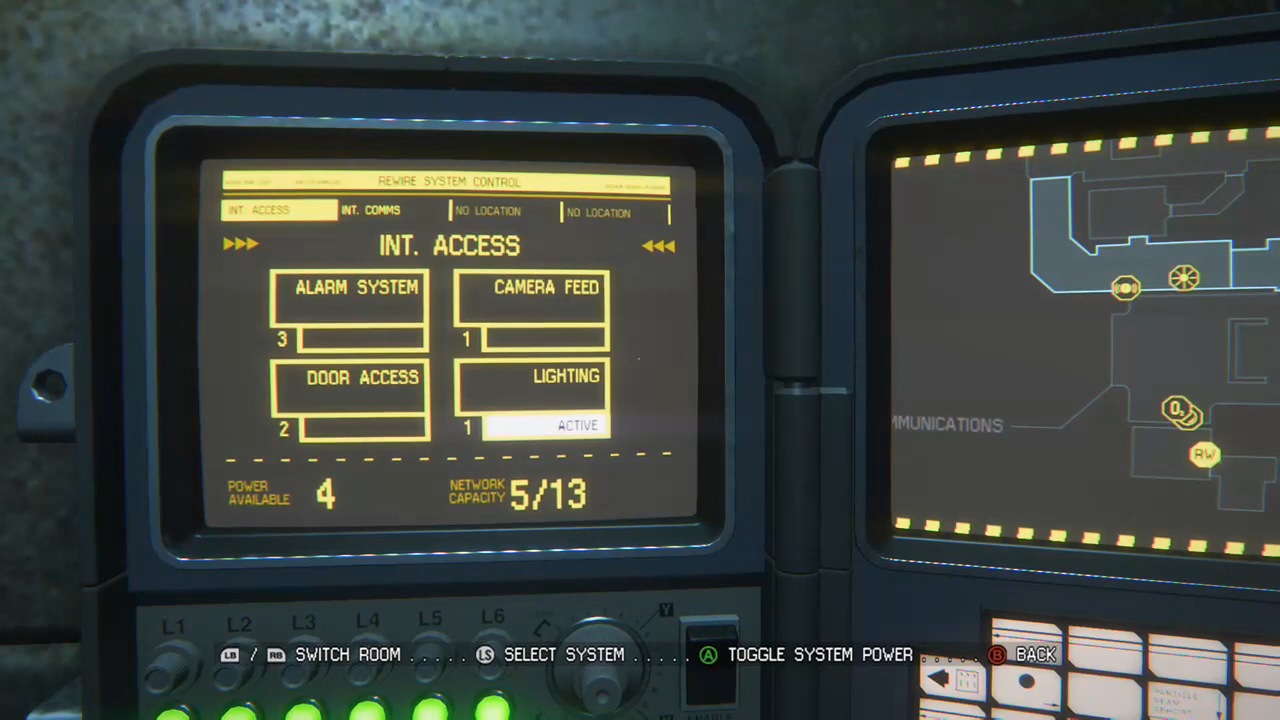 REWIRE SYSTEM CONTROL
INT. ACCESS
INT. COMMS
NO LOCATION
NO LOCATION
INT. ACCESS
ALARM SYSTEM
3
CAMERA FEED
1
DOOR ACCESS
2
LIGHTING
1
ACTIVE
POWER
AVAILABLE
4
NETWORK
CAPACITY
5/13
MMUNICATIONS
O₂
RW
L1 L2 L3 L4 L5 L6
Y
LB / RB SWITCH ROOM ..... LS SELECT SYSTEM ..... A TOGGLE SYSTEM POWER ..... B BACK